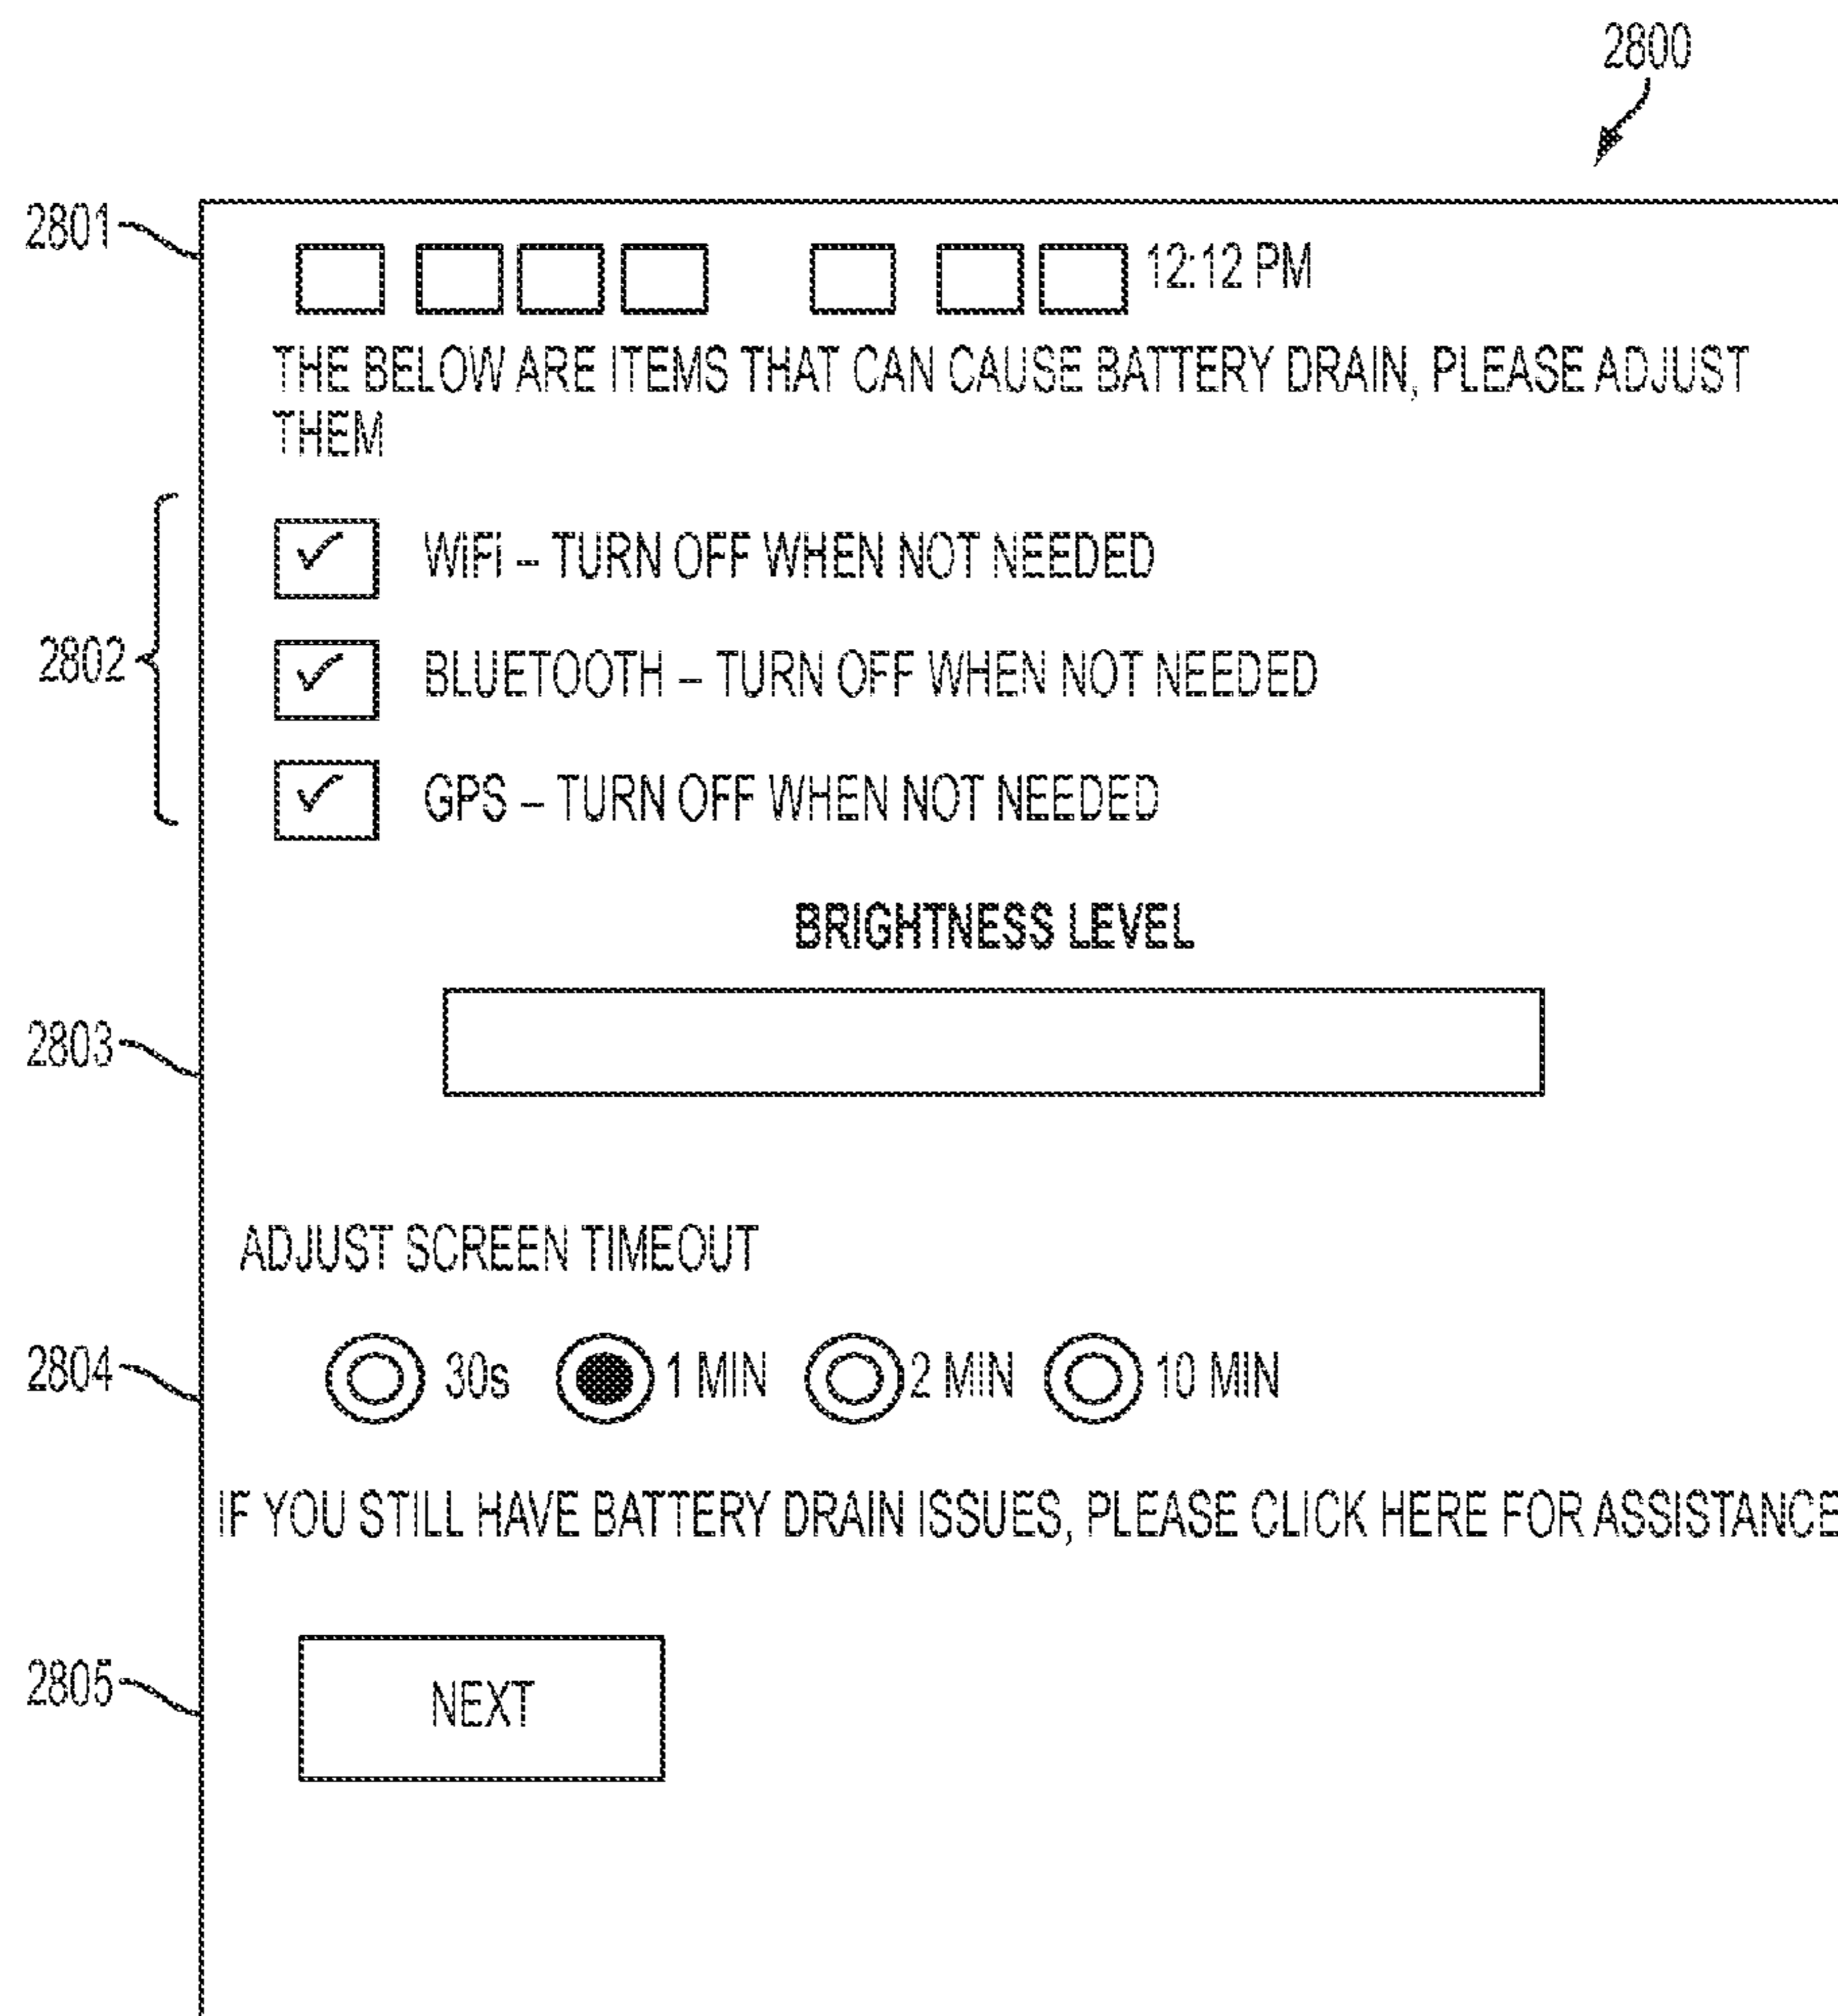 2800
2801
12:12 PM
THE BELOW ARE ITEMS THAT CAN CAUSE BATTERY DRAIN, PLEASE ADJUST
THEM
2802
WiFi – TURN OFF WHEN NOT NEEDED
BLUETOOTH – TURN OFF WHEN NOT NEEDED
GPS – TURN OFF WHEN NOT NEEDED
BRIGHTNESS LEVEL
2803
ADJUST SCREEN TIMEOUT
2804
30s 1 MIN 2 MIN 10 MIN
IF YOU STILL HAVE BATTERY DRAIN ISSUES, PLEASE CLICK HERE FOR ASSISTANCE
2805
NEXT